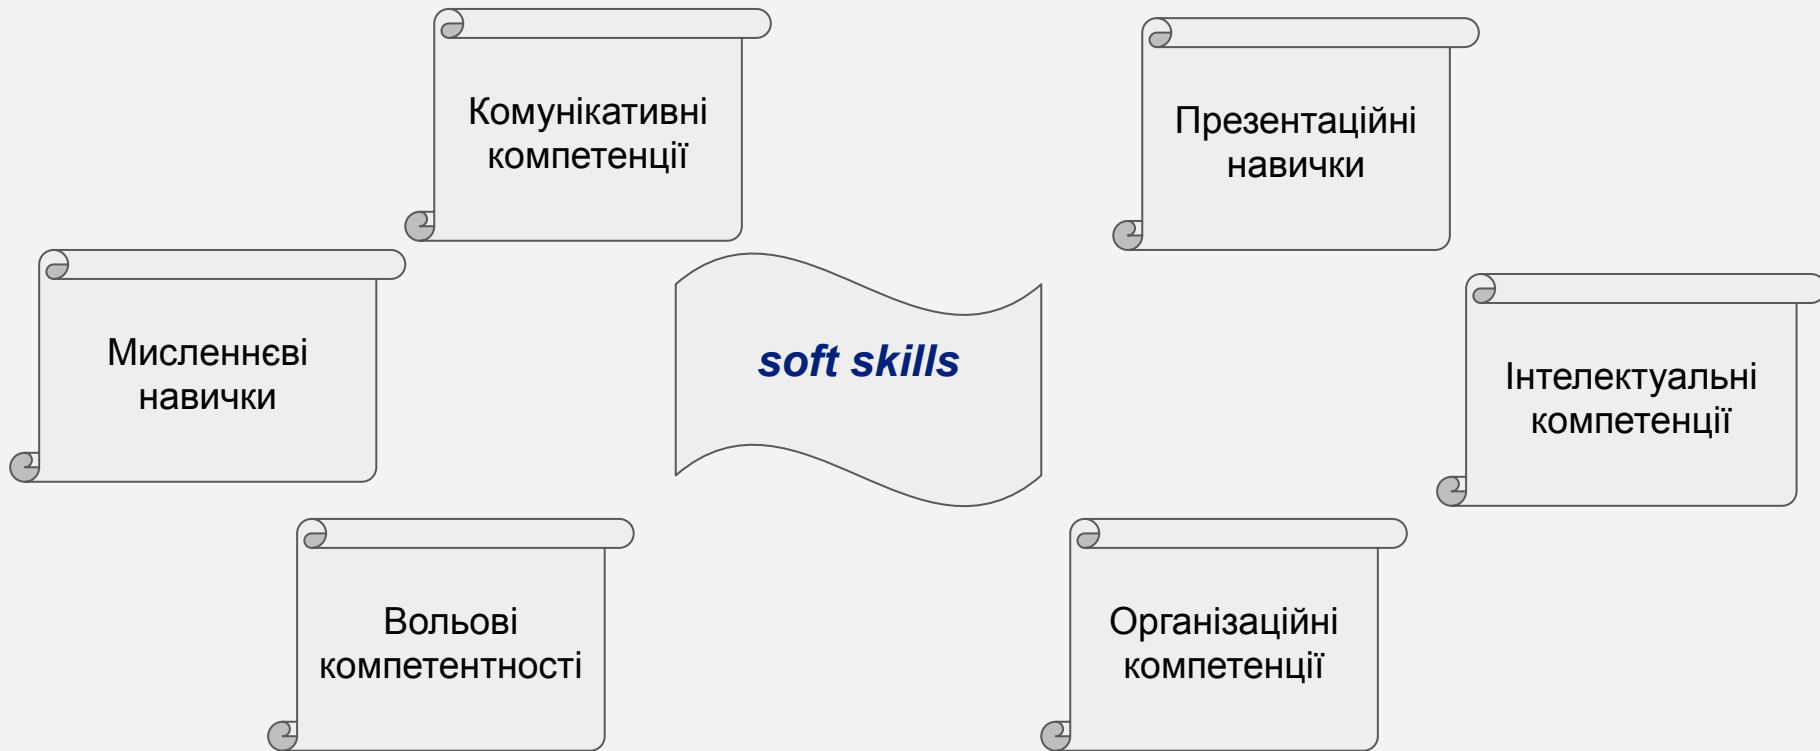 Комунікативні
компетенції
Презентаційні
навички
Мисленнєві
навички
soft skills
Інтелектуальні
компетенції
Вольові
компетентності
Організаційні
компетенції